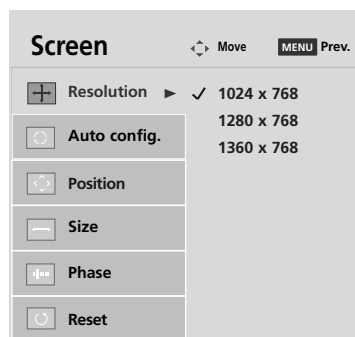 Screen Move MENU Prev.
Resolution ► ✓ 1024 x 768
1280 x 768
1360 x 768
Auto config.
Position
Size
Phase
Reset